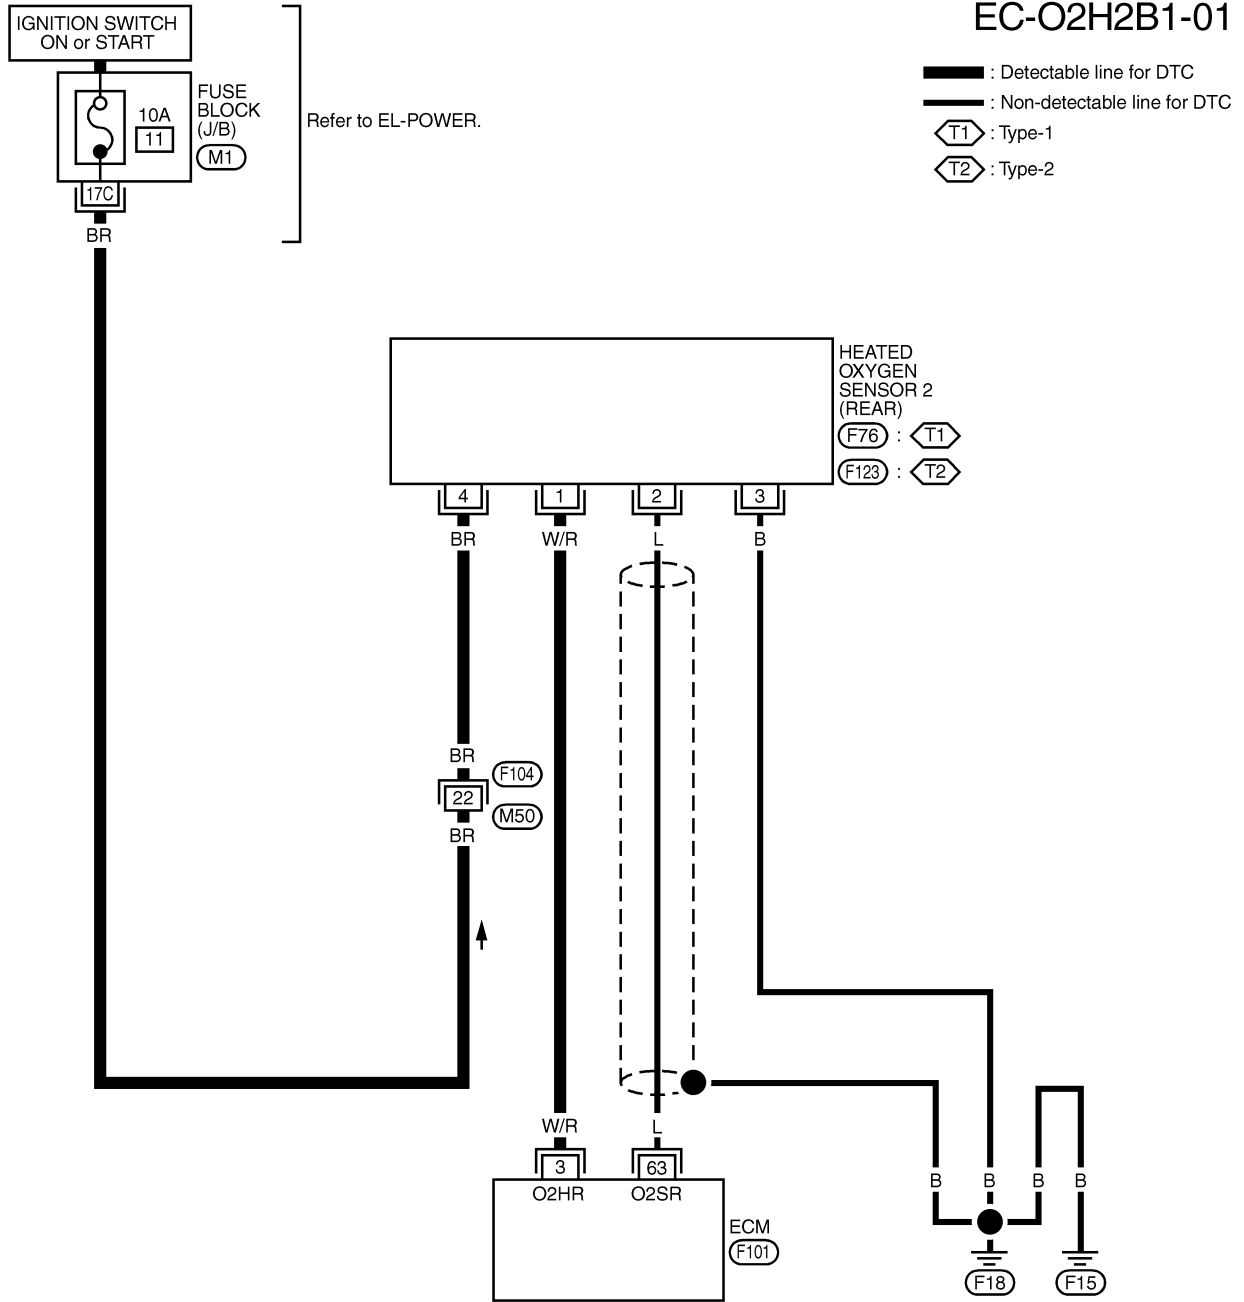 EC-O2H2B1-01
IGNITION SWITCH
ON or START
FUSE
BLOCK
(J/B)
M1
10A
11
17C
BR
Refer to EL-POWER.
: Detectable line for DTC
: Non-detectable line for DTC
T1 : Type-1
T2 : Type-2
HEATED
OXYGEN
SENSOR 2
(REAR)
F76 : T1
F123 : T2
4 1 2 3
BR W/R L B
BR
F104
22
M50
BR
W/R L
3 63
O2HR O2SR
ECM
F101
B B B B
F18 F15